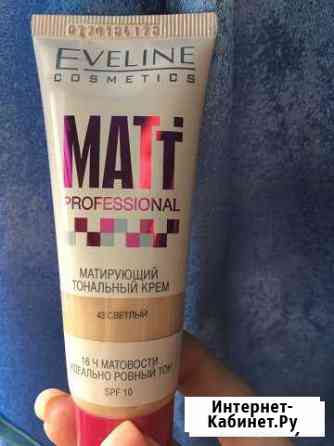 EVELINE
COSMETICS
MATT
PROFESSIONAL
МАТИРУЮЩИЙ
ТОНАЛЬНЫЙ КРЕМ
43 СВЕТЛЫЙ
16 Ч МАТОВОСТИ
ИДЕАЛЬНО РОВНЫЙ ТОН
SPF 10
Интернет-
Кабинет.Ру